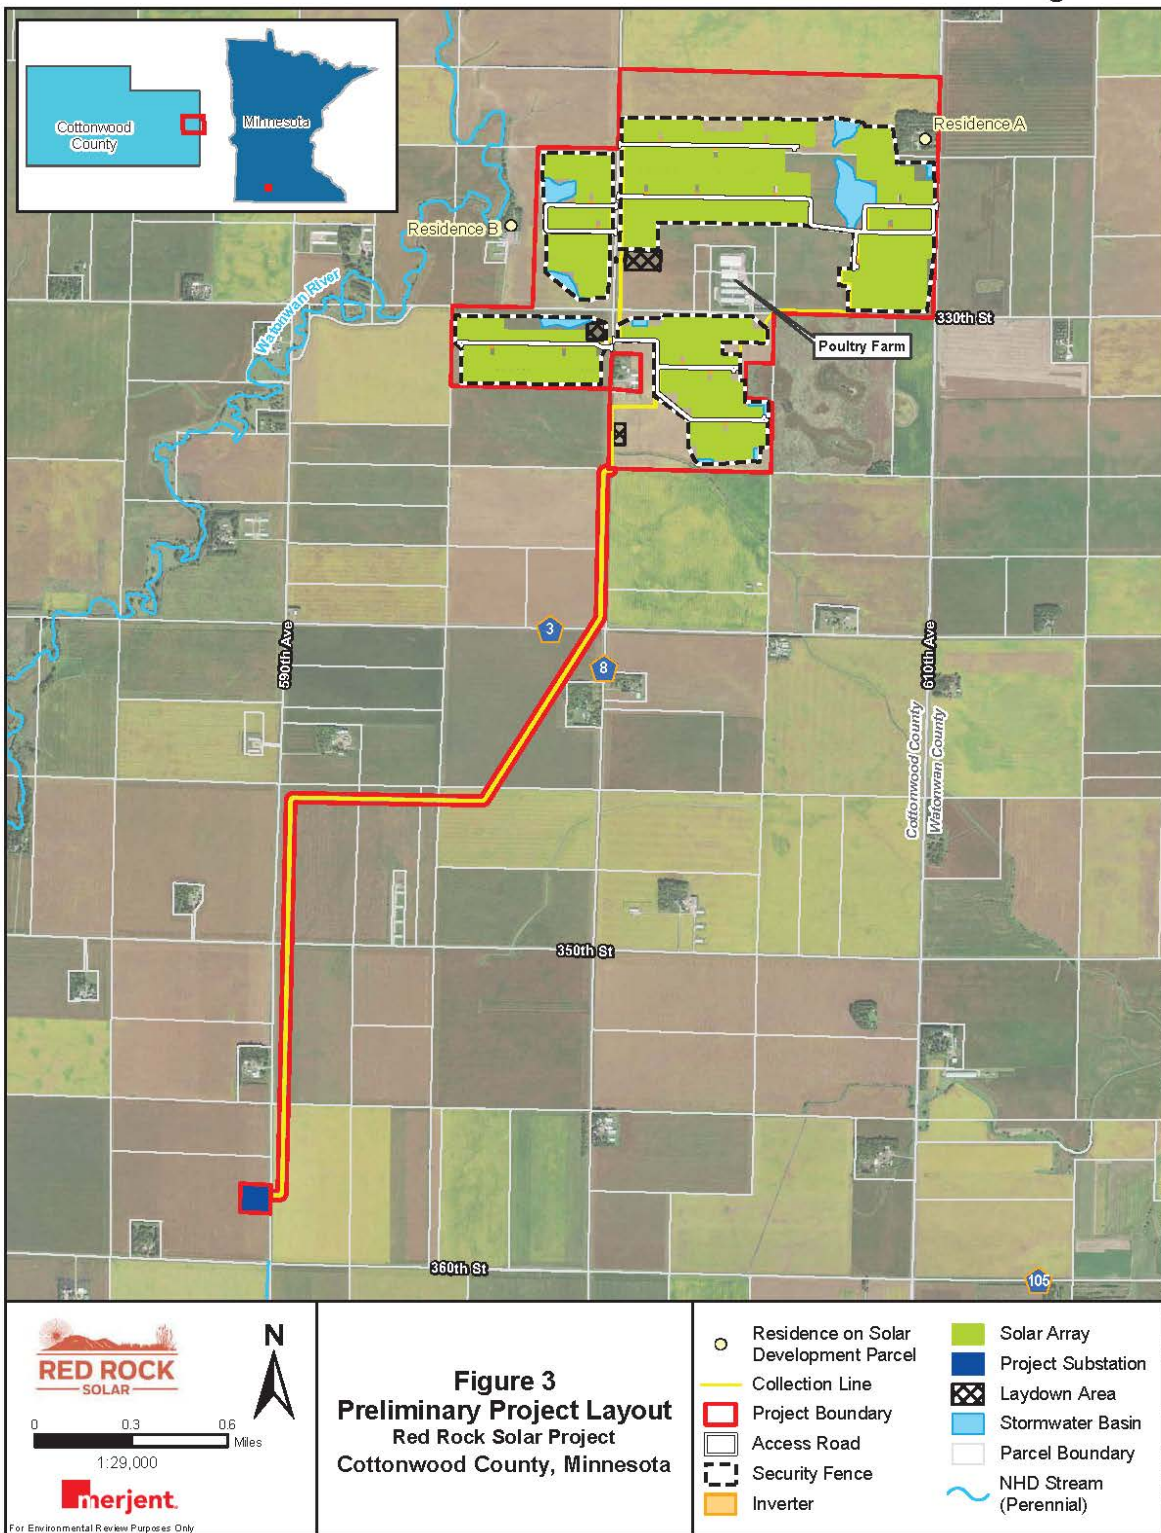 Cottonwood
County
Minnesota
Residence A
Residence B
Watonwan River
330th St
Poultry Farm
3
8
590th Ave
610th Ave
Cottonwood County
Watonwan County
350th St
360th St
105
RED ROCK
SOLAR
N
0 0.3 0.6
Miles
1:29,000
merjent.
For Environmental Review Purposes Only
Figure 3
Preliminary Project Layout
Red Rock Solar Project
Cottonwood County, Minnesota
Residence on Solar
Development Parcel
Collection Line
Project Boundary
Access Road
Security Fence
Inverter
Solar Array
Project Substation
Laydown Area
Stormwater Basin
Parcel Boundary
NHD Stream
(Perennial)